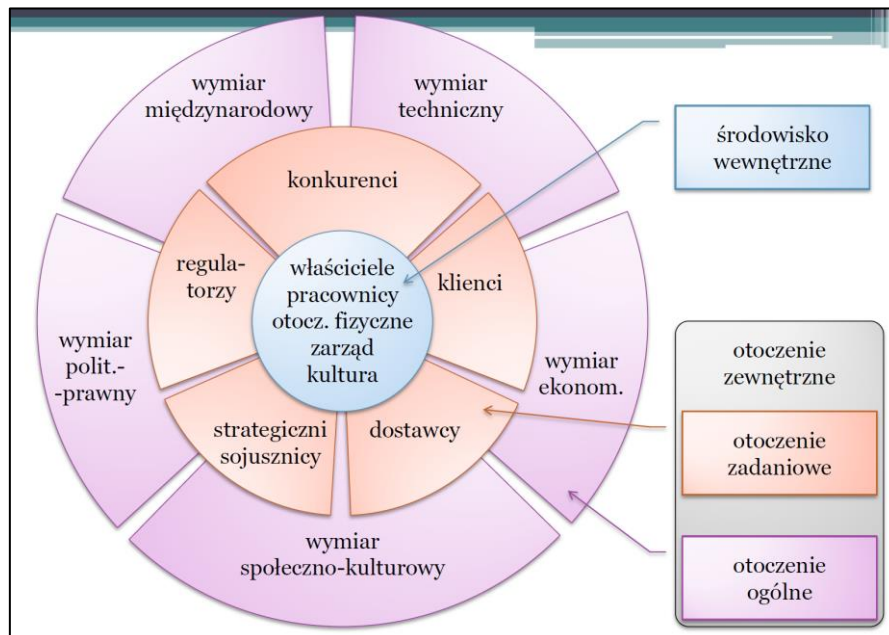 wymiar
międzynarodowy
wymiar
techniczny
środowisko
wewnętrzne
konkurenci
regula-
torzy
klienci
właściciele
pracownicy
otocz. fizyczne
zarząd
kultura
wymiar
polit.-
-prawny
wymiar
ekonom.
strategiczni
sojusznicy
dostawcy
wymiar
społeczno-kulturowy
otoczenie
zewnętrzne
otoczenie
zadaniowe
otoczenie
ogólne